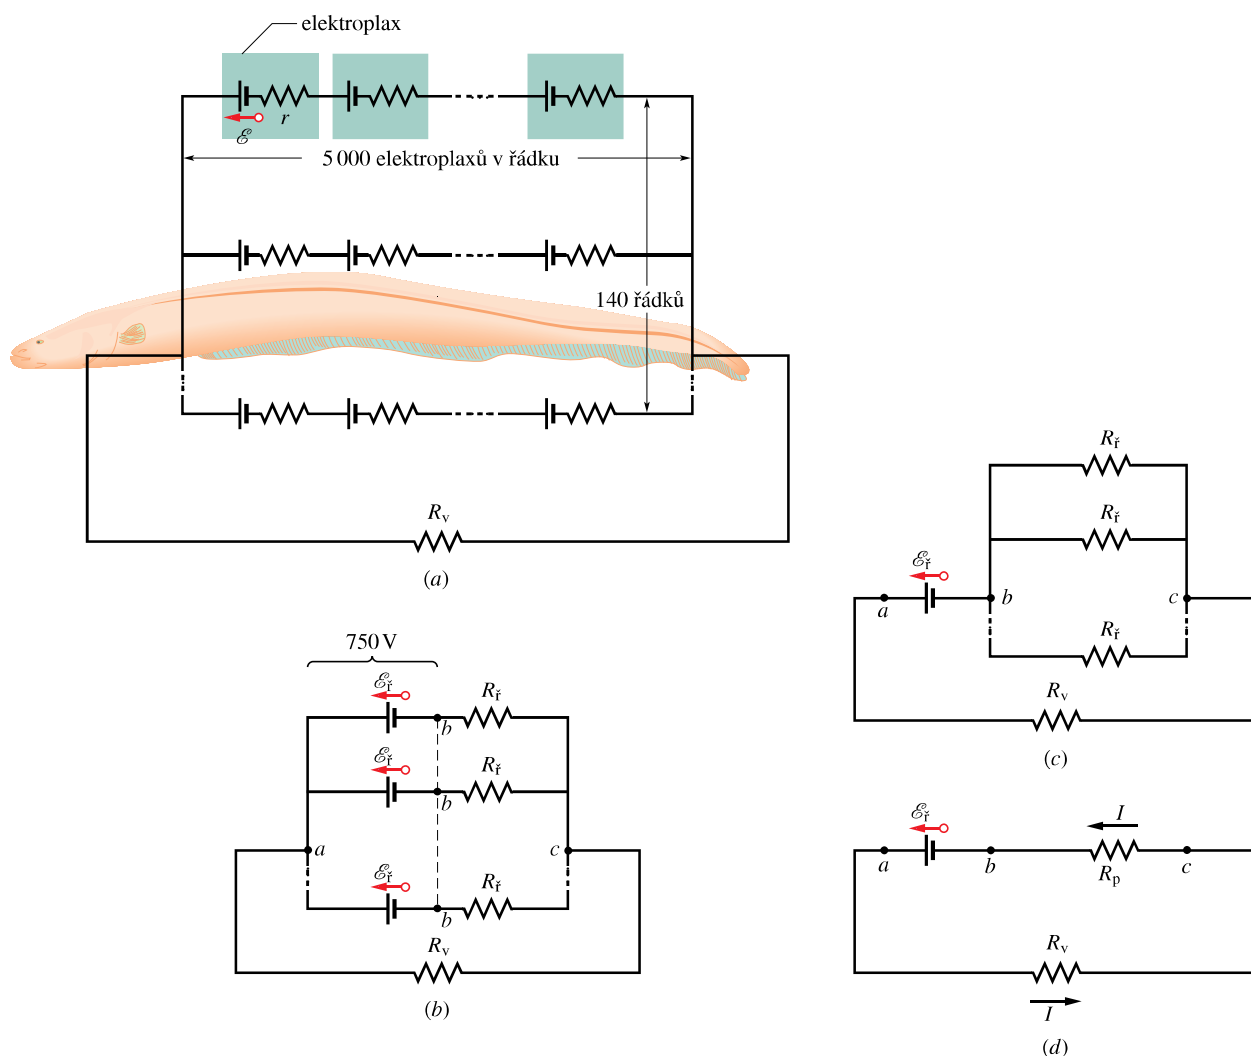 elektroplax
ℰ
r
5 000 elektroplaxů v řádku
140 řádků
R_v
(a)
750 V
ℰ_ř
R_ř
b
ℰ_ř
R_ř
b
a
c
ℰ_ř
R_ř
b
R_v
(b)
R_ř
R_ř
ℰ_ř
a
b
c
R_ř
R_v
(c)
ℰ_ř
I
a
b
R_p
c
R_v
I
(d)